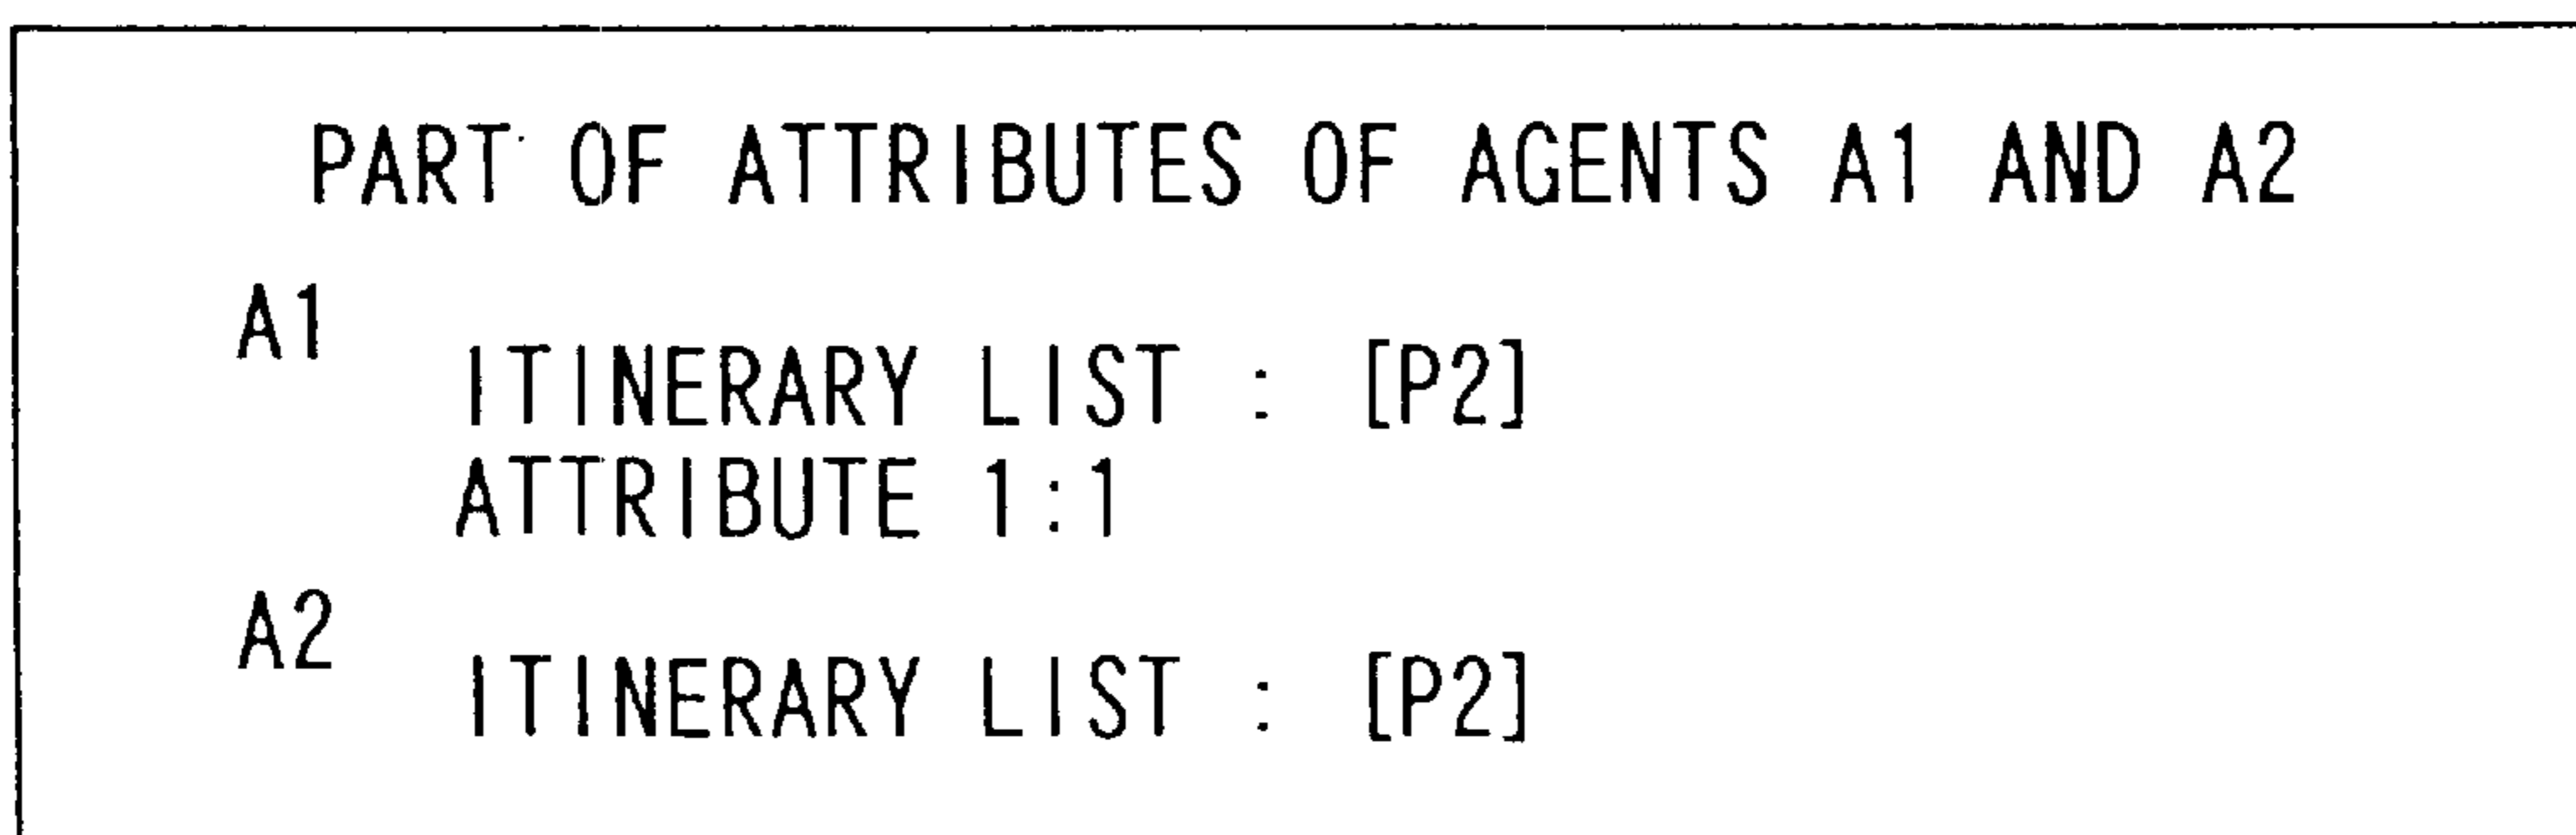 PART OF ATTRIBUTES OF AGENTS A1 AND A2
A1
ITINERARY LIST : [P2]
ATTRIBUTE 1:1
A2
ITINERARY LIST : [P2]